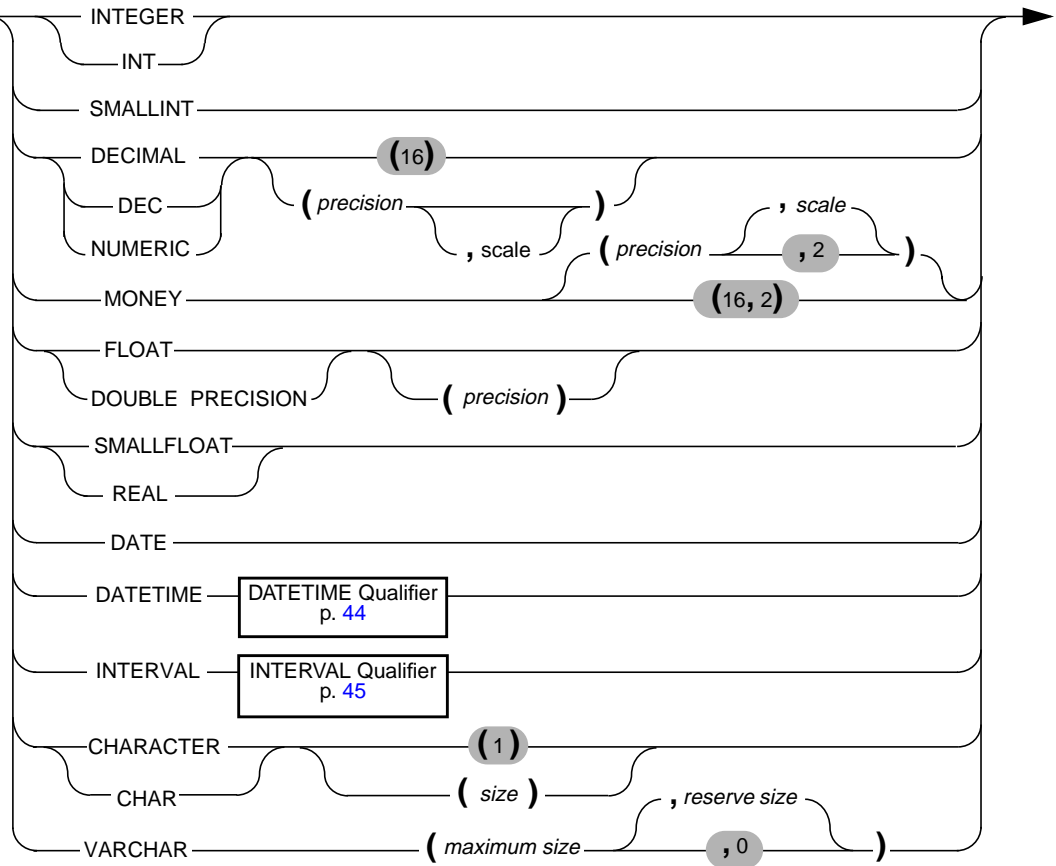 INTEGER
INT
SMALLINT
DECIMAL (16)
DEC ( precision )
NUMERIC , scale
, scale
( precision , 2 )
MONEY (16, 2)
FLOAT
DOUBLE PRECISION ( precision )
SMALLFLOAT
REAL
DATE
DATETIME DATETIME Qualifier
p. 44
INTERVAL INTERVAL Qualifier
p. 45
CHARACTER (1)
CHAR ( size )
, reserve size
VARCHAR ( maximum size , 0 )